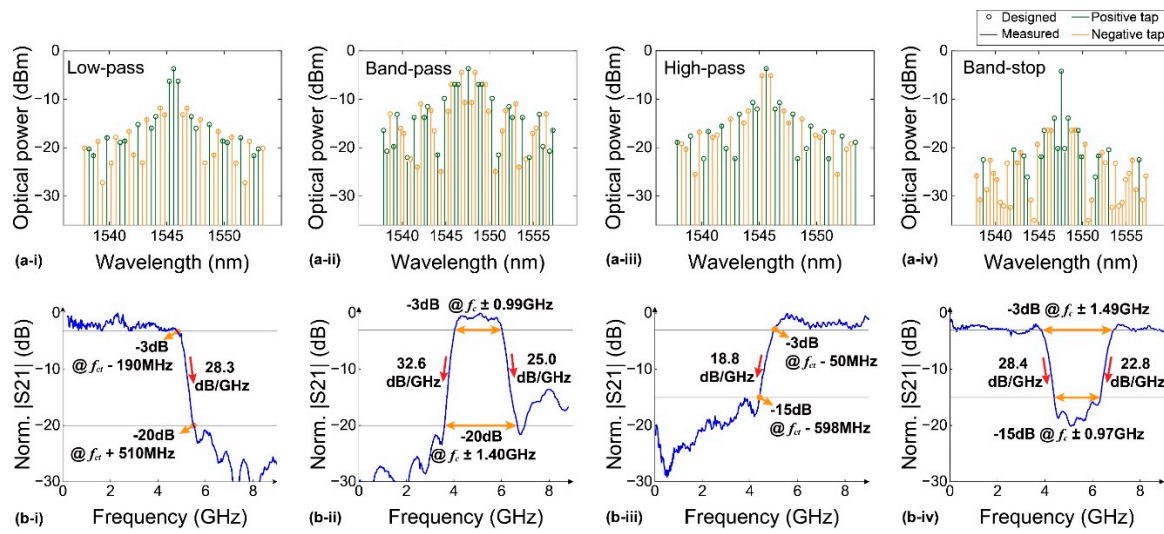 Designed
Positive tap
Measured
Negative tap
0
−10
−20
−30
Optical power (dBm)
Low-pass
1540
1545
1550
(a-i)
Wavelength (nm)
0
−10
−20
−30
Optical power (dBm)
Band-pass
1540
1545
1550
1555
(a-ii)
Wavelength (nm)
0
−10
−20
−30
Optical power (dBm)
High-pass
1540
1545
1550
(a-iii)
Wavelength (nm)
0
−10
−20
−30
Optical power (dBm)
Band-stop
1540
1545
1550
1555
(a-iv)
Wavelength (nm)
0
−10
−20
−30
Norm. |S21| (dB)
-3dB
@ fct − 190MHz
28.3
dB/GHz
-20dB
@ fct + 510MHz
0
2
4
6
8
(b-i)
Frequency (GHz)
0
−10
−20
−30
Norm. |S21| (dB)
-3dB @ fc ± 0.99GHz
32.6
dB/GHz
25.0
dB/GHz
-20dB
@ fc ± 1.40GHz
0
2
4
6
8
(b-ii)
Frequency (GHz)
0
−10
−20
−30
Norm. |S21| (dB)
-3dB
@ fct − 50MHz
18.8
dB/GHz
-15dB
@ fct − 598MHz
0
2
4
6
8
(b-iii)
Frequency (GHz)
0
−10
−20
−30
Norm. |S21| (dB)
-3dB @ fc ± 1.49GHz
28.4
dB/GHz
22.8
dB/GHz
-15dB @ fc ± 0.97GHz
0
2
4
6
8
(b-iv)
Frequency (GHz)